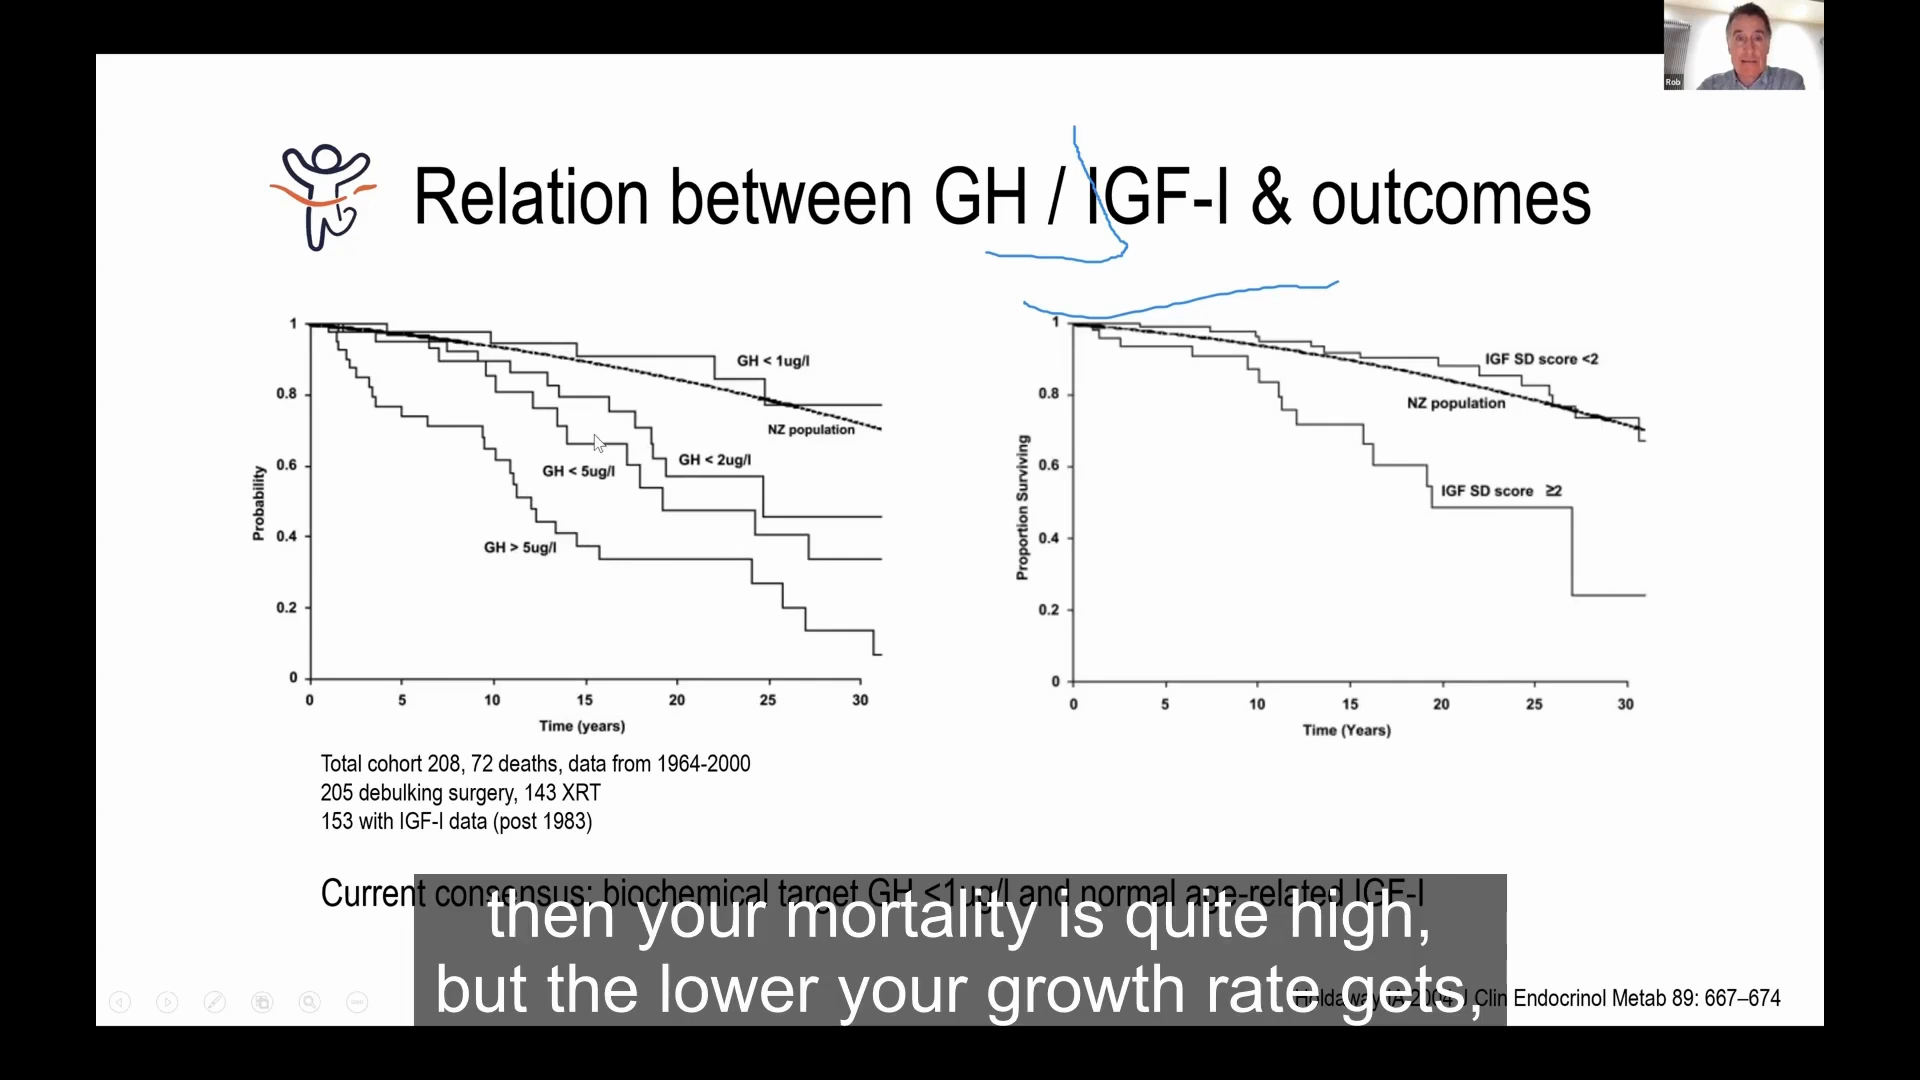 Rob
Relation between GH / IGF-I & outcomes
1
0.8
0.6
0.4
0.2
0
Probability
GH < 1ug/l
NZ population
GH < 2ug/l
GH < 5ug/l
GH > 5ug/l
0 5 10 15 20 25 30
Time (years)
1
0.8
0.6
0.4
0.2
0
Proportion Surviving
IGF SD score <2
NZ population
IGF SD score ≥2
0 5 10 15 20 25 30
Time (Years)
Total cohort 208, 72 deaths, data from 1964-2000
205 debulking surgery, 143 XRT
153 with IGF-I data (post 1983)
Current consensus: biochemical target GH <1ug/l and normal age-related IGF-I
then your mortality is quite high,
but the lower your growth rate gets,
Holdaway IA 2004 J Clin Endocrinol Metab 89: 667–674